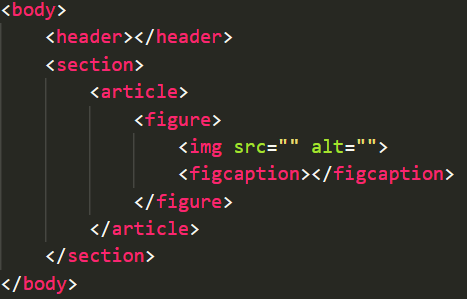 <body>
<header></header>
<section>
<article>
<figure>
<img src="" alt="">
<figcaption></figcaption>
</figure>
</article>
</section>
</body>